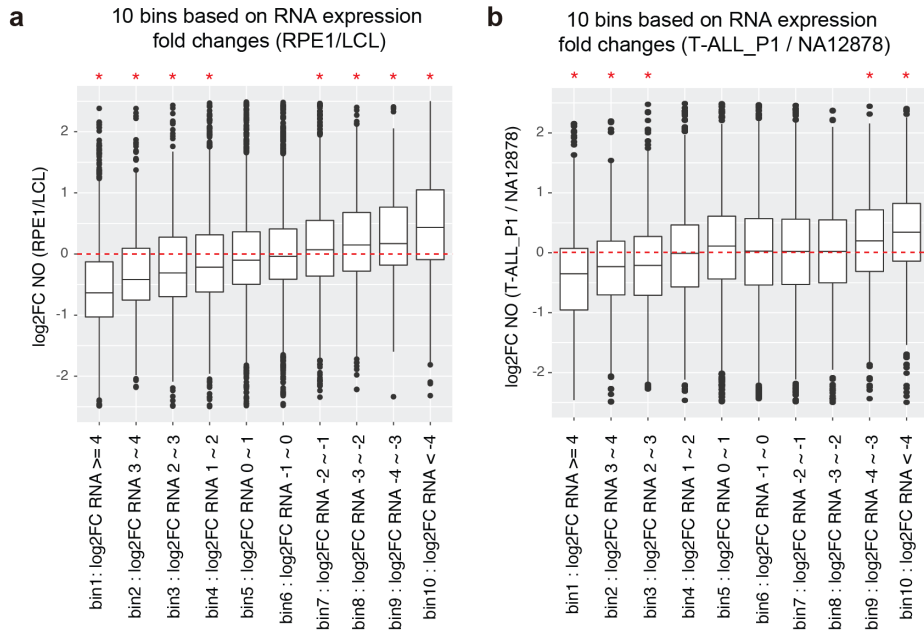 a
10 bins based on RNA expression
fold changes (RPE1/LCL)
* * * * * * * *
log2FC NO (RPE1/LCL)
2
1
0
-1
-2
bin1: log2FC RNA >= 4
bin2 : log2FC RNA 3 ~ 4
bin3 : log2FC RNA 2 ~ 3
bin4 : log2FC RNA 1 ~ 2
bin5 : log2FC RNA 0 ~ 1
bin6 : log2FC RNA -1 ~ 0
bin7 : log2FC RNA -2 ~ -1
bin8 : log2FC RNA -3 ~ -2
bin9 : log2FC RNA -4 ~ -3
bin10 : log2FC RNA < -4
b
10 bins based on RNA expression
fold changes (T-ALL_P1 / NA12878)
* * * * *
log2FC NO (T-ALL_P1 / NA12878)
2
1
0
-1
-2
bin1 : log2FC RNA >= 4
bin2 : log2FC RNA 3 ~ 4
bin3 : log2FC RNA 2 ~ 3
bin4 : log2FC RNA 1 ~ 2
bin5 : log2FC RNA 0 ~ 1
bin6 : log2FC RNA -1 ~ 0
bin7 : log2FC RNA -2 ~ -1
bin8 : log2FC RNA -3 ~ -2
bin9 : log2FC RNA -4 ~ -3
bin10 : log2FC RNA < -4